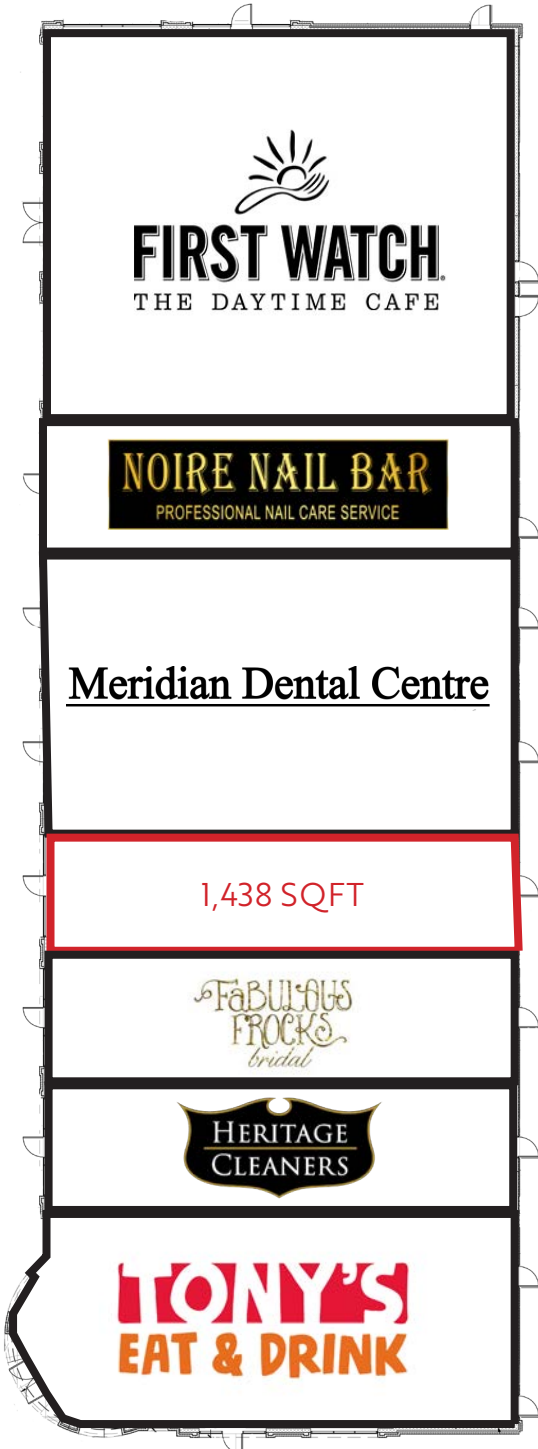 FIRST WATCH
THE DAYTIME CAFE
NOIRE NAIL BAR
PROFESSIONAL NAIL CARE SERVICE
Meridian Dental Centre
1,438 SQFT
FABULOUS
FROCKS
bridal
HERITAGE
CLEANERS
TONY'S
EAT & DRINK